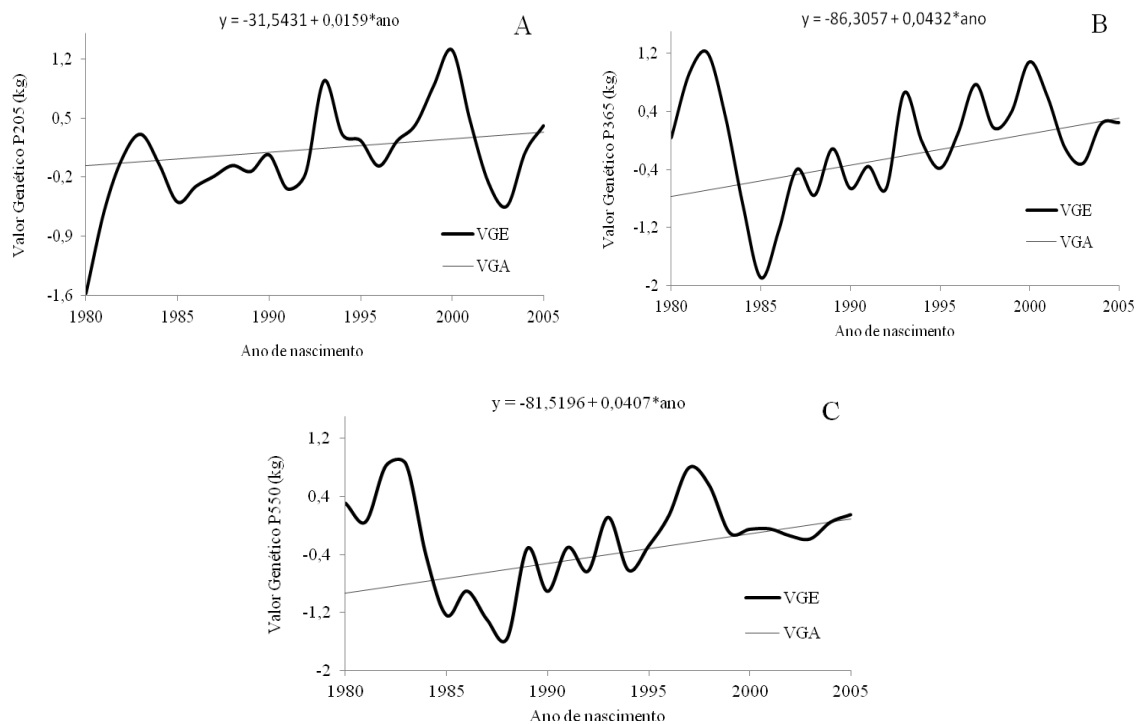 y = -31,5431 + 0,0159*ano
A
Valor Genético P205 (kg)
1,2
0,5
-0,2
-0,9
-1,6
VGE
VGA
1980 1985 1990 1995 2000 2005
Ano de nascimento
y = -86,3057 + 0,0432*ano
B
Valor Genético P365 (kg)
1,2
0,4
-0,4
-1,2
-2
VGE
VGA
1980 1985 1990 1995 2000 2005
Ano de nascimento
y = -81,5196 + 0,0407*ano
C
Valor Genético P550 (kg)
1,2
0,4
-0,4
-1,2
-2
VGE
VGA
1980 1985 1990 1995 2000 2005
Ano de nascimento